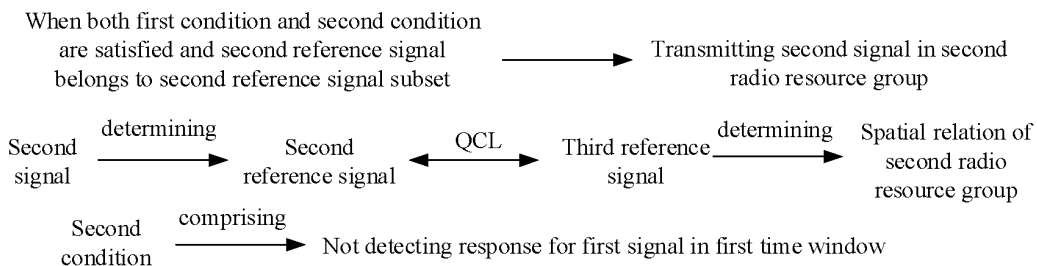 When both first condition and second condition
are satisfied and second reference signal
belongs to second reference signal subset
Transmitting second signal in second
radio resource group
Second
signal
determining
Second
reference signal
QCL
Third reference
signal
determining
Spatial relation of
second radio
resource group
Second
condition
comprising
Not detecting response for first signal in first time window